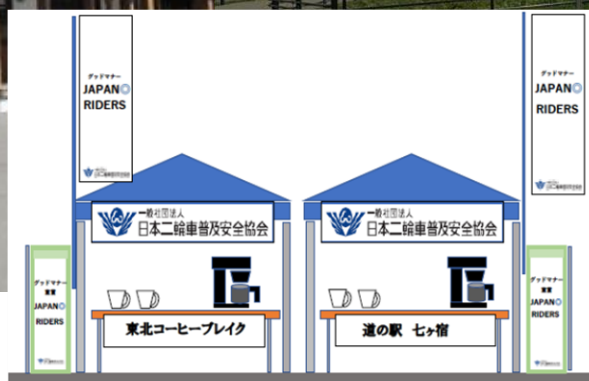 グッドマナー
JAPAN
RIDERS
グッドマナー
JAPAN
RIDERS
一般社団法人
日本二輪車普及安全協会
一般社団法人
日本二輪車普及安全協会
グッドマナー
宣言
JAPAN
RIDERS
東北コーヒーブレイク
道の駅 七ヶ宿
グッドマナー
宣言
JAPAN
RIDERS